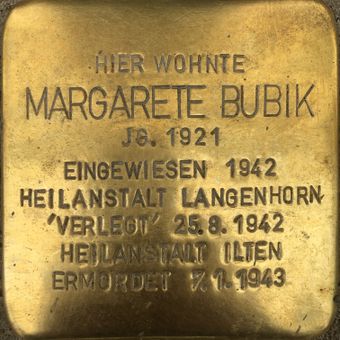 HIER WOHNTE
MARGARETE BUBIK
JG. 1921
EINGEWIESEN 1942
HEILANSTALT LANGENHORN
'VERLEGT' 25.8.1942
HEILANSTALT ILTEN
ERMORDET 7.1.1943